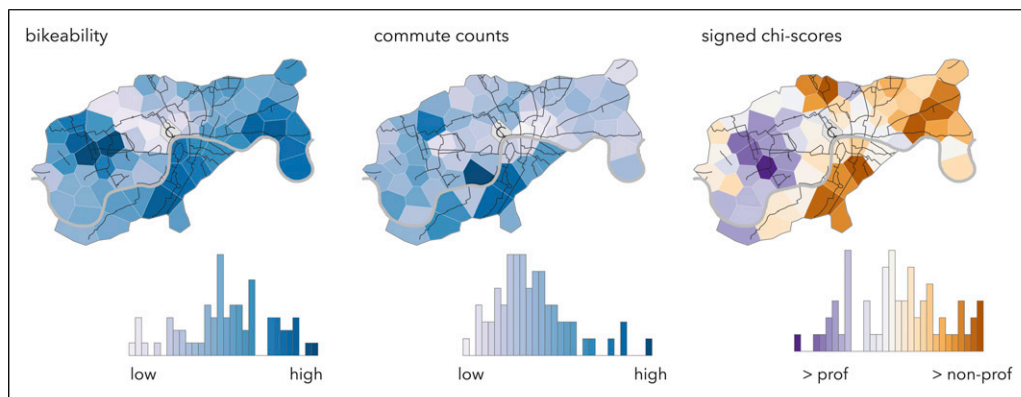 bikeability
commute counts
signed chi-scores
low high
low high
> prof > non-prof